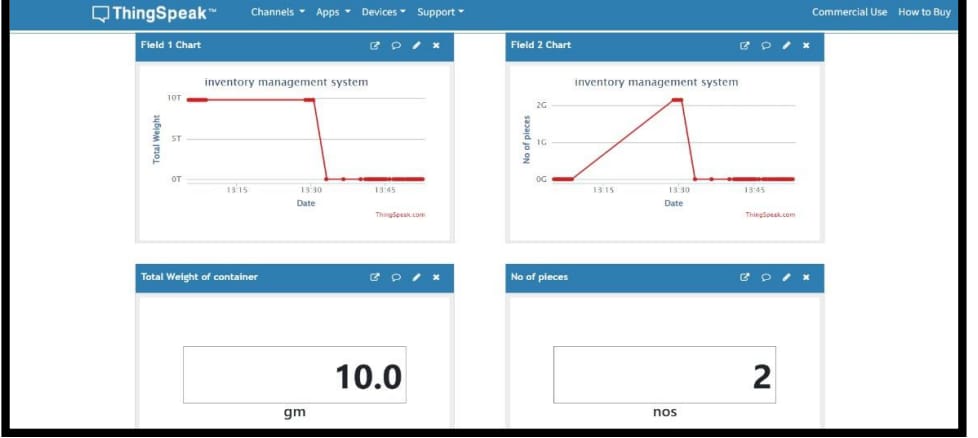 ThingSpeak™ Channels Apps Devices Support Commercial Use How to Buy
Field 1 Chart
inventory management system
10T
5T
0T
Total Weight
13:15 13:30 13:45
Date
ThingSpeak.com
Field 2 Chart
inventory management system
2G
1G
0G
No of pieces
13:15 13:30 13:45
Date
ThingSpeak.com
Total Weight of container
10.0
gm
No of pieces
2
nos